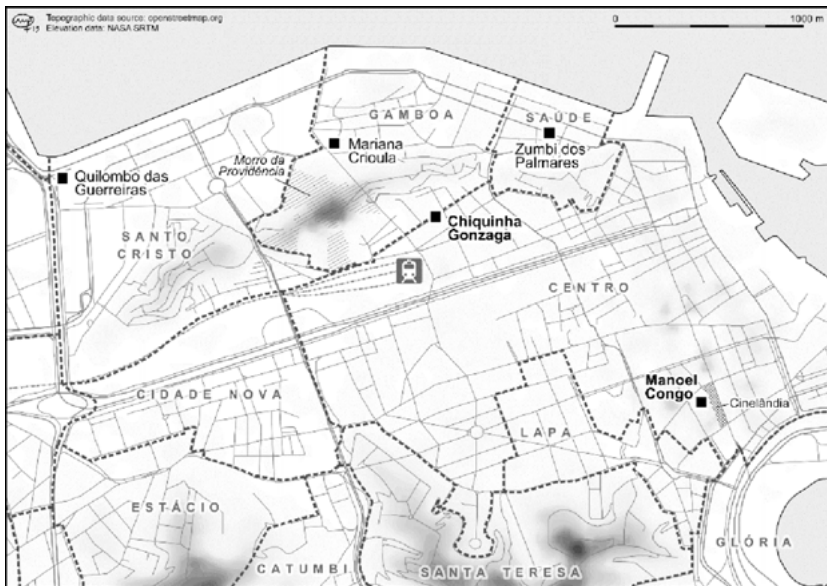 Topographic data source: openstreetmap.org
Elevation data: NASA SRTM
0 1000 m
GAMBOA
SAÚDE
Mariana
Crioula
Zumbi dos
Palmares
Morro da
Providência
Quilombo das
Guerreiras
Chiquinha
Gonzaga
SANTO
CRISTO
CENTRO
Manoel
Congo
Cinelândia
CIDADE NOVA
LAPA
ESTÁCIO
GLÓRIA
CATUMBI
SANTA TERESA